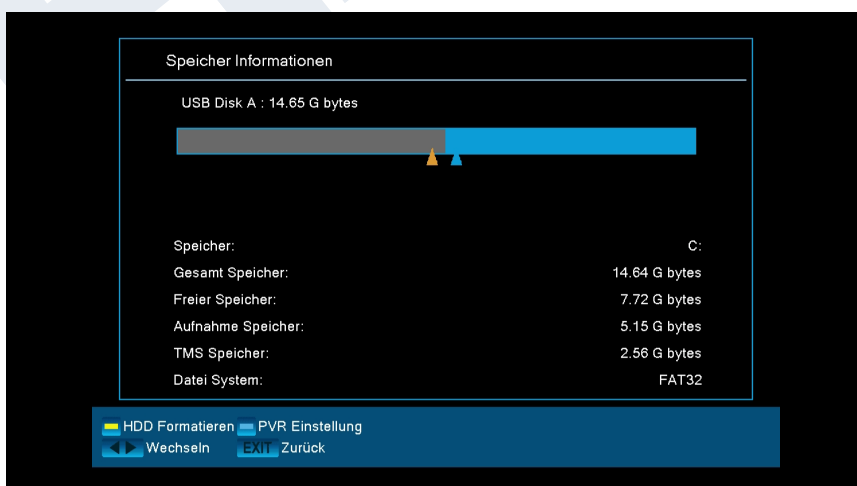 Speicher Informationen
USB Disk A : 14.65 G bytes
Speicher: C:
Gesamt Speicher: 14.64 G bytes
Freier Speicher: 7.72 G bytes
Aufnahme Speicher: 5.15 G bytes
TMS Speicher: 2.56 G bytes
Datei System: FAT32
HDD Formatieren PVR Einstellung
Wechseln EXIT Zurück